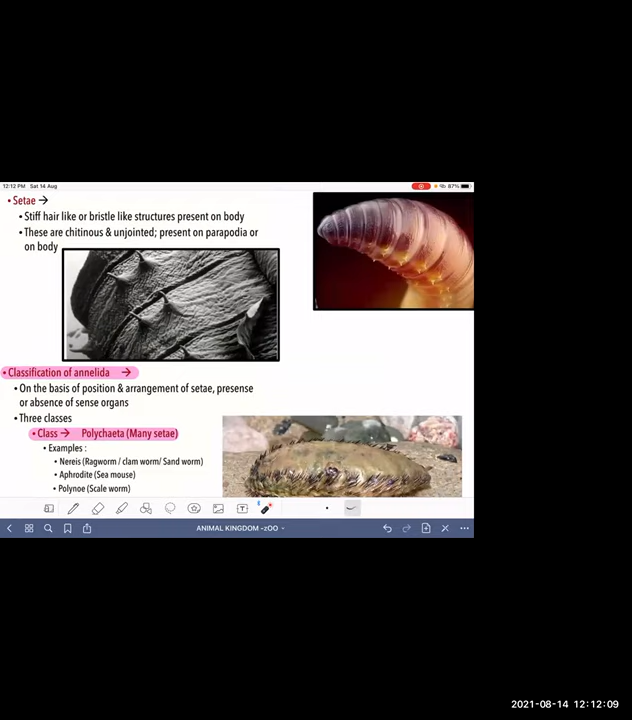 12:12 PM Sat 14 Aug
87%
• Setae →
• Stiff hair like or bristle like structures present on body
• These are chitinous & unjointed; present on parapodia or
on body
• Classification of annelida →
• On the basis of position & arrangement of setae, presense
or absence of sense organs
• Three classes
• Class → Polychaeta (Many setae)
• Examples :
• Nereis (Ragworm / clam worm/ Sand worm)
• Aphrodite (Sea mouse)
• Polynoe (Scale worm)
ANIMAL KINGDOM -zOO
2021-08-14 12:12:09